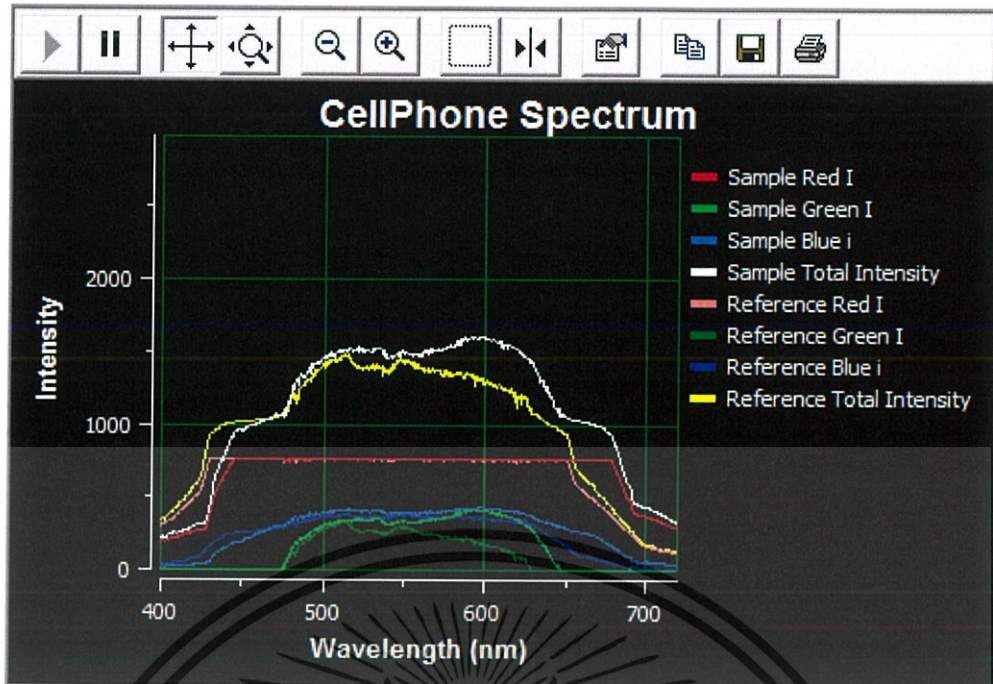 CellPhone Spectrum
Sample Red I
Sample Green I
Sample Blue i
Sample Total Intensity
Reference Red I
Reference Green I
Reference Blue i
Reference Total Intensity
Intensity
2000
1000
0
400
500
600
700
Wavelength (nm)